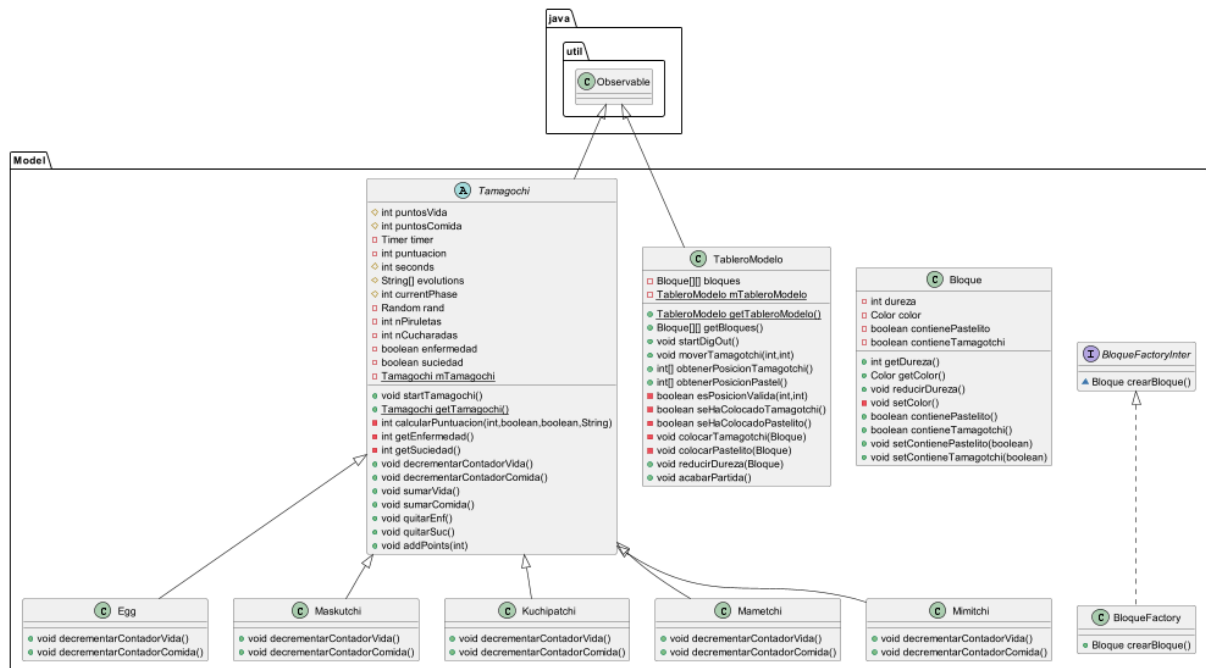 java
util
C Observable
Model
A Tamagochi
int puntosVida
int puntosComida
Timer timer
int puntuacion
int seconds
String[] evolutions
int currentPhase
Random rand
int nPiruletas
int nCucharadas
boolean enfermedad
boolean suciedad
Tamagochi mTamagochi
void startTamagochi()
Tamagochi getTamagochi()
int calcularPuntuacion(int,boolean,boolean,String)
int getEnfermedad()
int getSuciedad()
void decrementarContadorVida()
void decrementarContadorComida()
void sumarVida()
void sumarComida()
void quitarEnf()
void quitarSuc()
void addPoints(int)
C TableroModelo
Bloque[][] bloques
TableroModelo mTableroModelo
TableroModelo getTableroModelo()
Bloque[][] getBloques()
void startDigOut()
void moverTamagotchi(int,int)
int[] obtenerPosicionTamagotchi()
int[] obtenerPosicionPastel()
boolean esPosicionValida(int,int)
boolean seHaColocadoTamagotchi()
boolean seHaColocadoPastelito()
void colocarTamagotchi(Bloque)
void colocarPastelito(Bloque)
void reducirDureza(Bloque)
void acabarPartida()
C Bloque
int dureza
Color color
boolean contienePastelito
boolean contieneTamagotchi
int getDureza()
Color getColor()
void reducirDureza()
void setColor()
boolean contienePastelito()
boolean contieneTamagotchi()
void setContienePastelito(boolean)
void setContieneTamagotchi(boolean)
I BloqueFactoryInter
Bloque crearBloque()
C Egg
void decrementarContadorVida()
void decrementarContadorComida()
C Maskutchi
void decrementarContadorVida()
void decrementarContadorComida()
C Kuchipatchi
void decrementarContadorVida()
void decrementarContadorComida()
C Mametchi
void decrementarContadorVida()
void decrementarContadorComida()
C Mimitchi
void decrementarContadorVida()
void decrementarContadorComida()
C BloqueFactory
Bloque crearBloque()